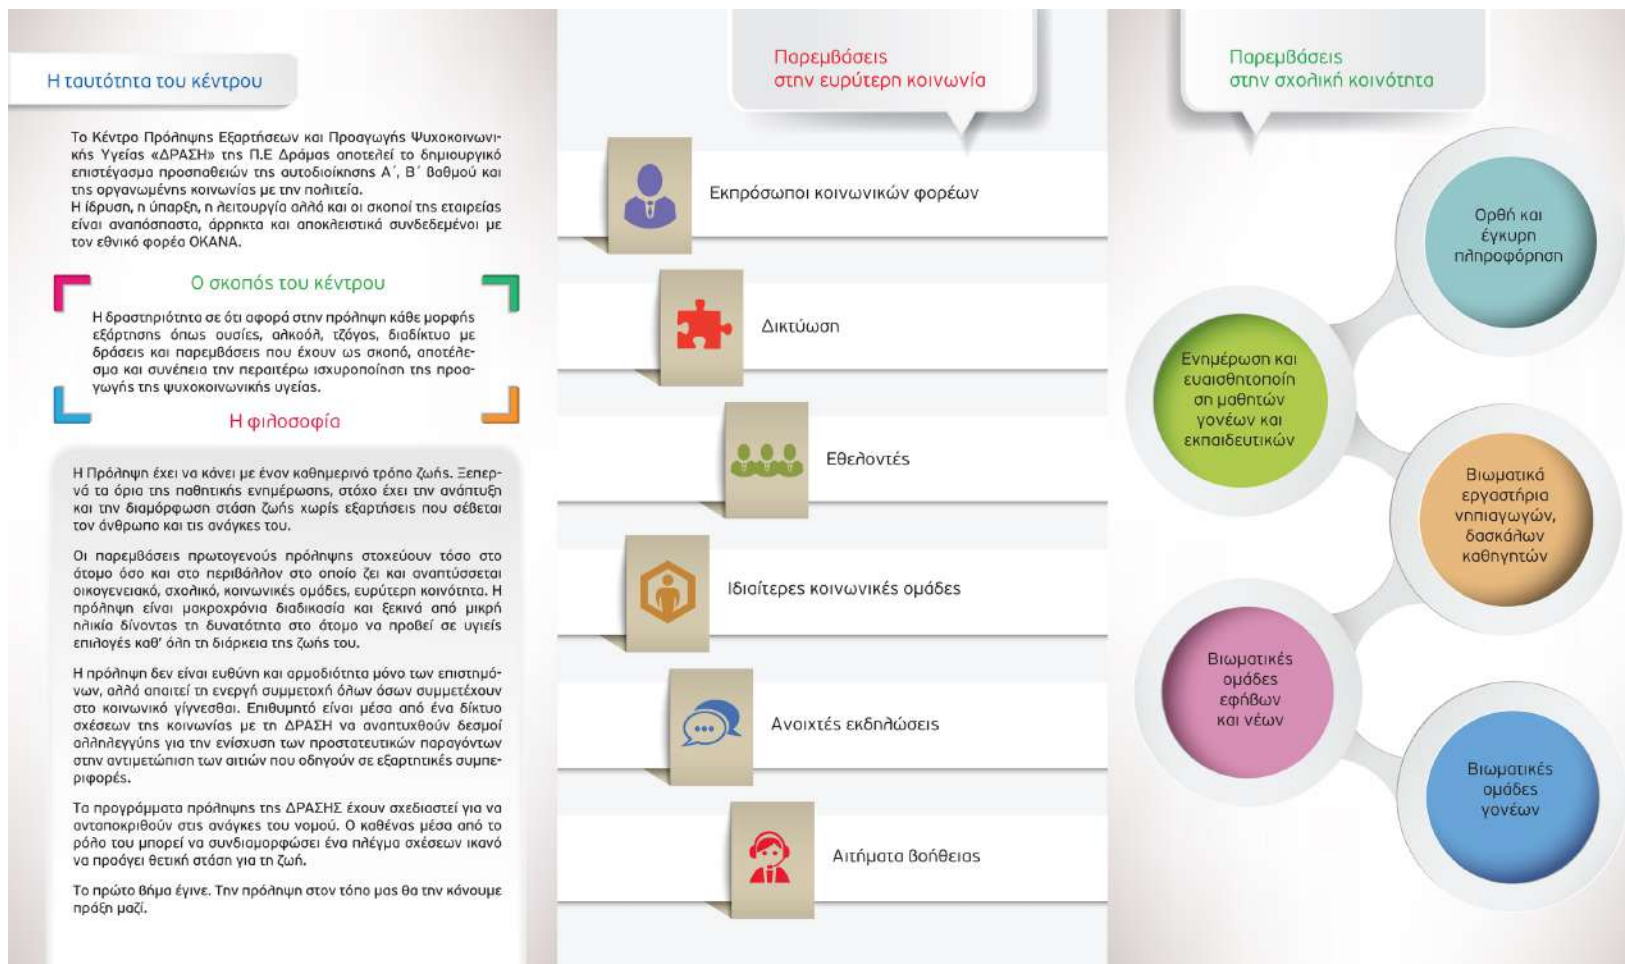 Η ταυτότητα του κέντρου
Το Κέντρο Πρόληψης Εξαρτήσεων και Προαγωγής Ψυχοκοινωνι-
κής Υγείας «ΔΡΑΣΗ» της Π.Ε Δράμας αποτελεί το δημιουργικό
επιστέγασμα προσπαθειών της αυτοδιοίκησης Α΄, Β΄ βαθμού και
της οργανωμένης κοινωνίας με την πολιτεία.
Η ίδρυση, η ύπαρξη, η λειτουργία αλλά και οι σκοποί της εταιρείας
είναι αναπόσπαστα, άρρηκτα και αποκλειστικά συνδεδεμένοι με
τον εθνικό φορέα ΟΚΑΝΑ.
Ο σκοπός του κέντρου
Η δραστηριότητα σε ότι αφορά στην πρόληψη κάθε μορφής
εξάρτησης όπως ουσίες, αλκοόλ, τζόγος, διαδίκτυο με
δράσεις και παρεμβάσεις που έχουν ως σκοπό, αποτέλε-
σμα και συνέπεια την περαιτέρω ισχυροποίηση της προα-
γωγής της ψυχοκοινωνικής υγείας.
Η φιλοσοφία
Η Πρόληψη έχει να κάνει με έναν καθημερινό τρόπο ζωής. Ξεπερ-
νά τα όρια της παθητικής ενημέρωσης, στόχο έχει την ανάπτυξη
και την διαμόρφωση στάση ζωής χωρίς εξαρτήσεις που σέβεται
τον άνθρωπο και τις ανάγκες του.
Οι παρεμβάσεις πρωτογενούς πρόληψης στοχεύουν τόσο στο
άτομο όσο και στο περιβάλλον στο οποίο ζει και αναπτύσσεται
οικογενειακό, σχολικό, κοινωνικές ομάδες, ευρύτερη κοινότητα. Η
πρόληψη είναι μακροχρόνια διαδικασία και ξεκινά από μικρή
ηλικία δίνοντας τη δυνατότητα στο άτομο να προβεί σε υγιείς
επιλογές καθ’ όλη τη διάρκεια της ζωής του.
Η πρόληψη δεν είναι ευθύνη και αρμοδιότητα μόνο των επιστημό-
νων, αλλά απαιτεί τη ενεργή συμμετοχή όλων όσων συμμετέχουν
στο κοινωνικό γίγνεσθαι. Επιθυμητό είναι μέσα από ένα δίκτυο
σχέσεων της κοινωνίας με τη ΔΡΑΣΗ να αναπτυχθούν δεσμοί
αλληλεγγύης για την ενίσχυση των προστατευτικών παραγόντων
στην αντιμετώπιση των αιτιών που οδηγούν σε εξαρτητικές συμπε-
ριφορές.
Τα προγράμματα πρόληψης της ΔΡΑΣΗΣ έχουν σχεδιαστεί για να
ανταποκριθούν στις ανάγκες του νομού. Ο καθένας μέσα από το
ρόλο του μπορεί να συνδιαμορφώσει ένα πλέγμα σχέσεων ικανό
να προάγει θετική στάση για τη ζωή.
Το πρώτο βήμα έγινε. Την πρόληψη στον τόπο μας θα την κάνουμε
πράξη μαζί.
Παρεμβάσεις
στην ευρύτερη κοινωνία
Εκπρόσωποι κοινωνικών φορέων
Δικτύωση
Εθελοντές
Ιδιαίτερες κοινωνικές ομάδες
Ανοιχτές εκδηλώσεις
Αιτήματα βοήθειας
Παρεμβάσεις
στην σχολική κοινότητα
Ορθή και
έγκυρη
πληροφόρηση
Ενημέρωση και
ευαισθητοποίη
ση μαθητών
γονέων και
εκπαιδευτικών
Βιωματικά
εργαστήρια
νηπιαγωγών,
δασκάλων
καθηγητών
Βιωματικές
ομάδες
εφήβων
και νέων
Βιωματικές
ομάδες
γονέων